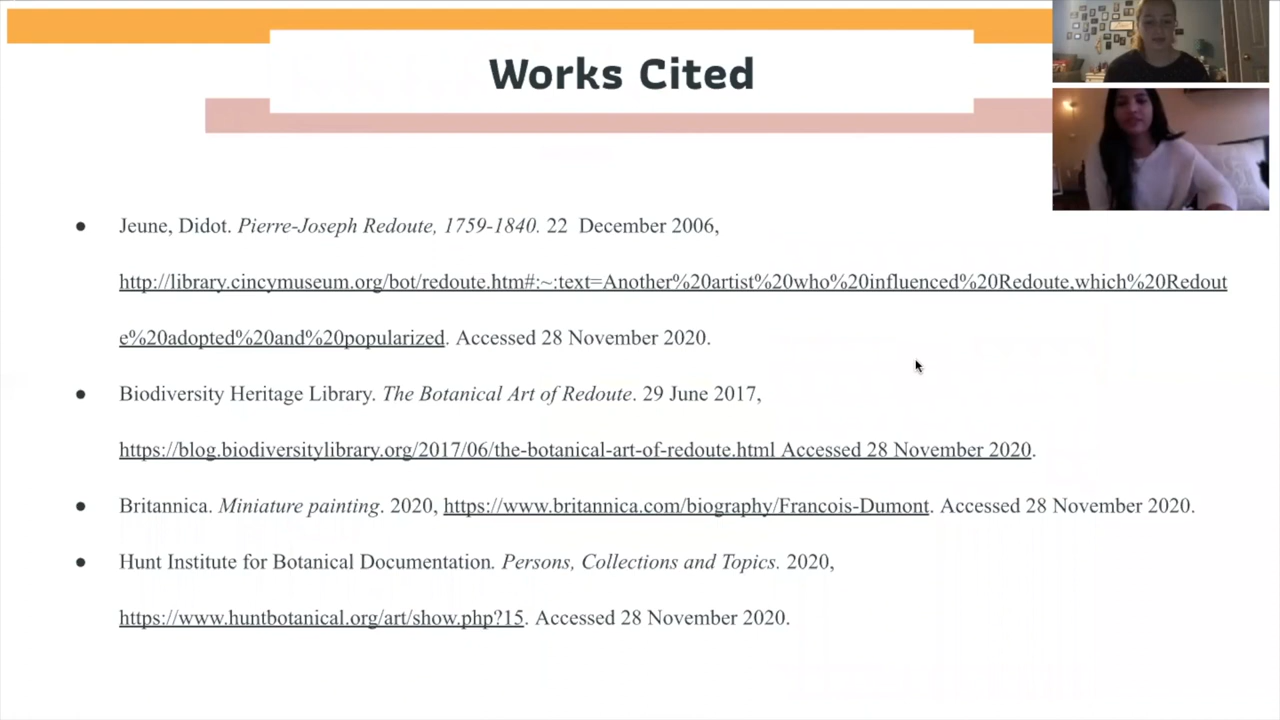 Works Cited
● Jeune, Didot. Pierre-Joseph Redoute, 1759-1840. 22 December 2006,
http://library.cincymuseum.org/bot/redoute.htm#:~:text=Another%20artist%20who%20influenced%20Redoute,which%20Redout
e%20adopted%20and%20popularized. Accessed 28 November 2020.
● Biodiversity Heritage Library. The Botanical Art of Redoute. 29 June 2017,
https://blog.biodiversitylibrary.org/2017/06/the-botanical-art-of-redoute.html Accessed 28 November 2020.
● Britannica. Miniature painting. 2020, https://www.britannica.com/biography/Francois-Dumont. Accessed 28 November 2020.
● Hunt Institute for Botanical Documentation. Persons, Collections and Topics. 2020,
https://www.huntbotanical.org/art/show.php?15. Accessed 28 November 2020.